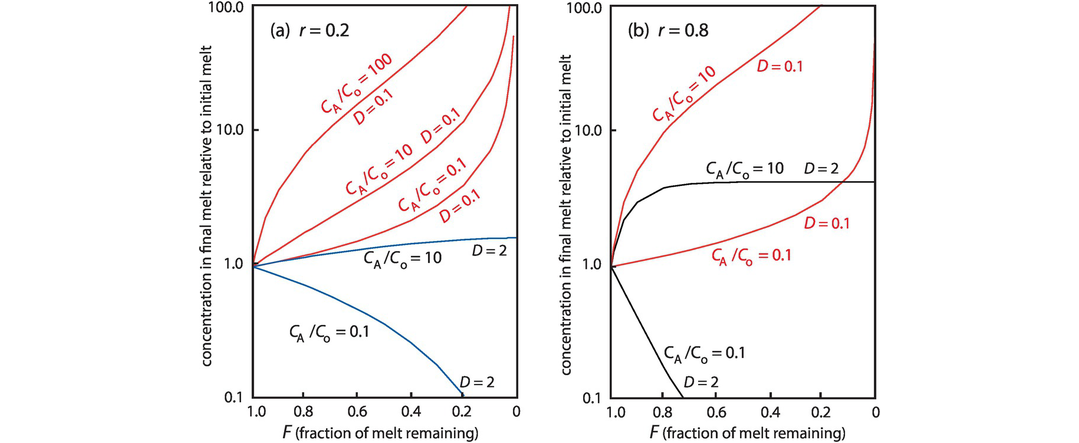 (a) r = 0.2
concentration in final melt relative to initial melt
100.0
10.0
1.0
0.1
C_A/C_o = 100
D = 0.1
C_A/C_o = 10
D = 0.1
C_A/C_o = 0.1
D = 0.1
C_A/C_o = 10
D = 2
C_A/C_o = 0.1
D = 2
1.0 0.8 0.6 0.4 0.2 0
F (fraction of melt remaining)
(b) r = 0.8
concentration in final melt relative to initial melt
100.0
10.0
1.0
0.1
C_A/C_o = 10
D = 0.1
C_A/C_o = 10
D = 2
D = 0.1
C_A/C_o = 0.1
C_A/C_o = 0.1
D = 2
1.0 0.8 0.6 0.4 0.2 0
F (fraction of melt remaining)